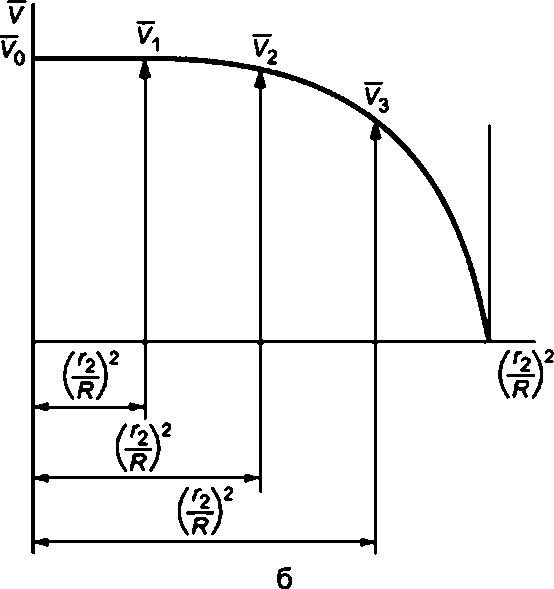 V̅
V̅₀ V̅₁ V̅₂
V̅₃
(r₂/R)² (r₂/R)²
(r₂/R)²
(r₂/R)²
б